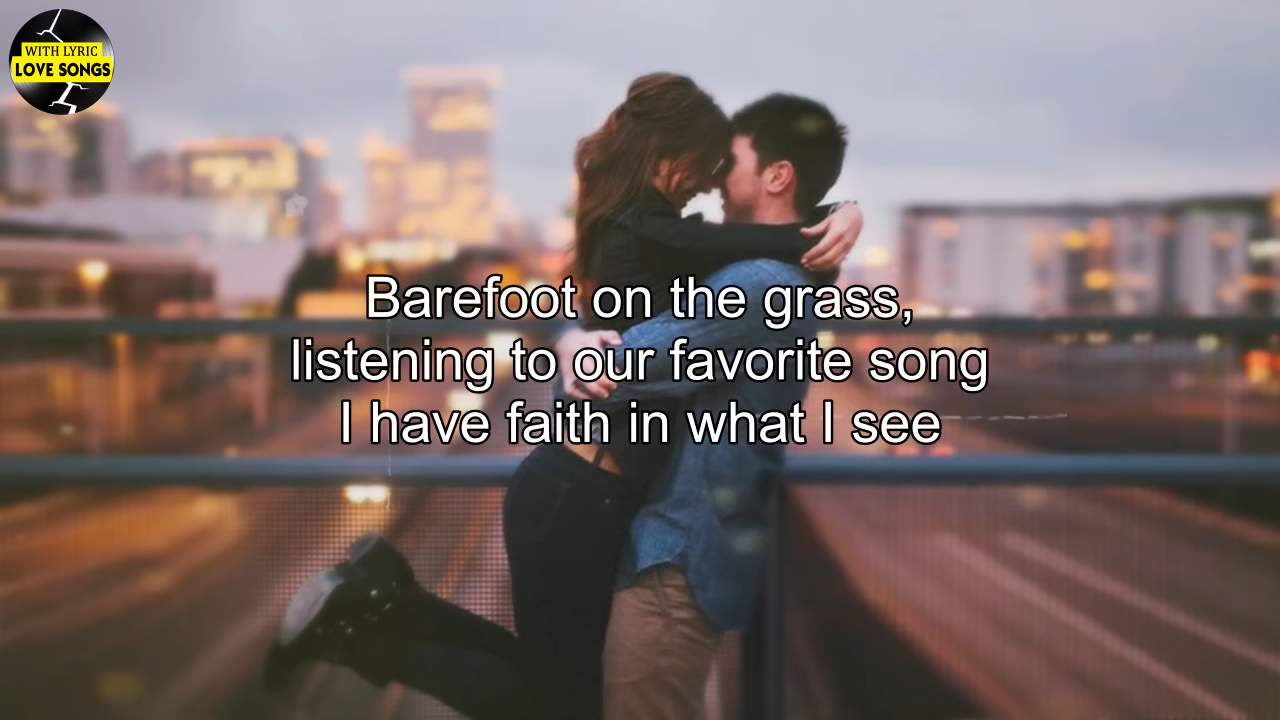 WITH LYRIC
LOVE SONGS
Barefoot on the grass,
listening to our favorite song
I have faith in what I see